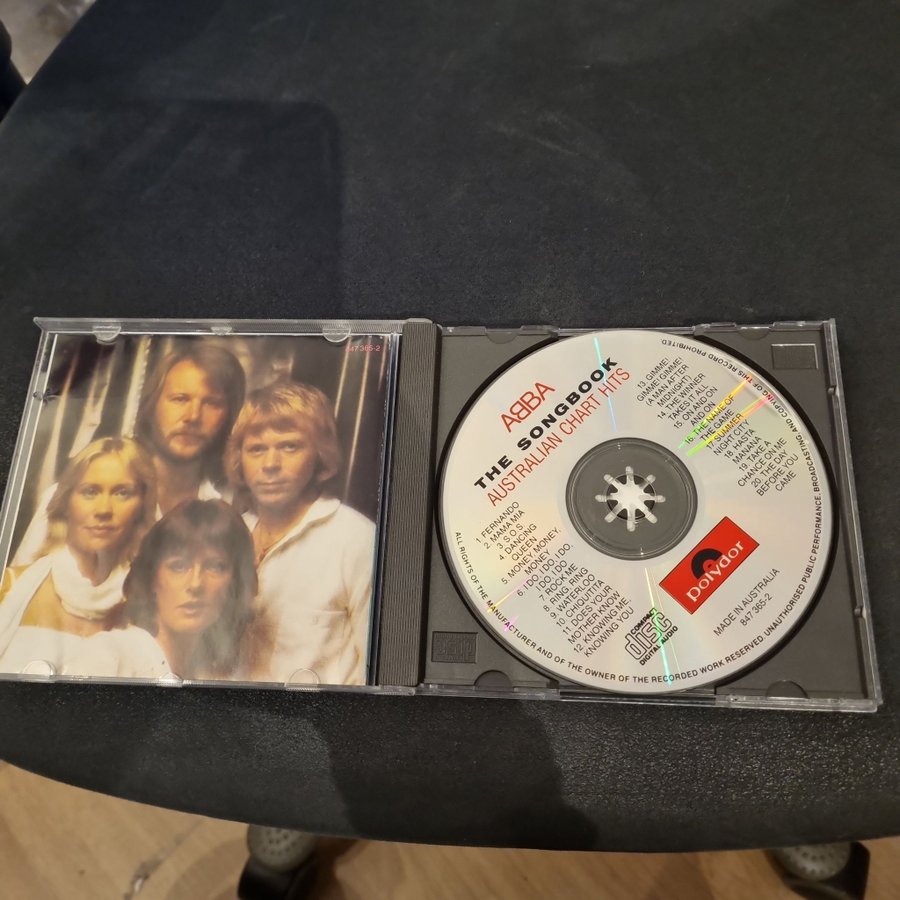 847 365-2
ABBA
THE SONGBOOK
AUSTRALIAN CHART HITS
1. FERNANDO
2. MAMA MIA
3. S.O.S.
4. DANCING
QUEEN
5. MONEY, MONEY,
MONEY
6. I DO, I DO, I DO,
I DO, I DO
7. ROCK ME
8. RING RING
9. WATERLOO
10. CHIQUITITA
11. DOES YOUR
MOTHER KNOW
12. KNOWING ME
KNOWING YOU
13. GIMME!
GIMME! GIMME!
(A MAN AFTER
MIDNIGHT)
14. THE WINNER
TAKES IT ALL
15. ON AND ON
AND ON
16. THE NAME OF
THE GAME
17. SUMMER
NIGHT CITY
18. HASTA
MANANA
19. TAKE A
CHANCE ON ME
20. THE DAY
BEFORE YOU
CAME
polydor
COMPACT
disc
DIGITAL AUDIO
MADE IN AUSTRALIA
847 365-2
ALL RIGHTS OF THE MANUFACTURER AND OF THE OWNER OF THE RECORDED WORK RESERVED. UNAUTHORISED PUBLIC PERFORMANCE, BROADCASTING AND COPYING OF THIS RECORD PROHIBITED.